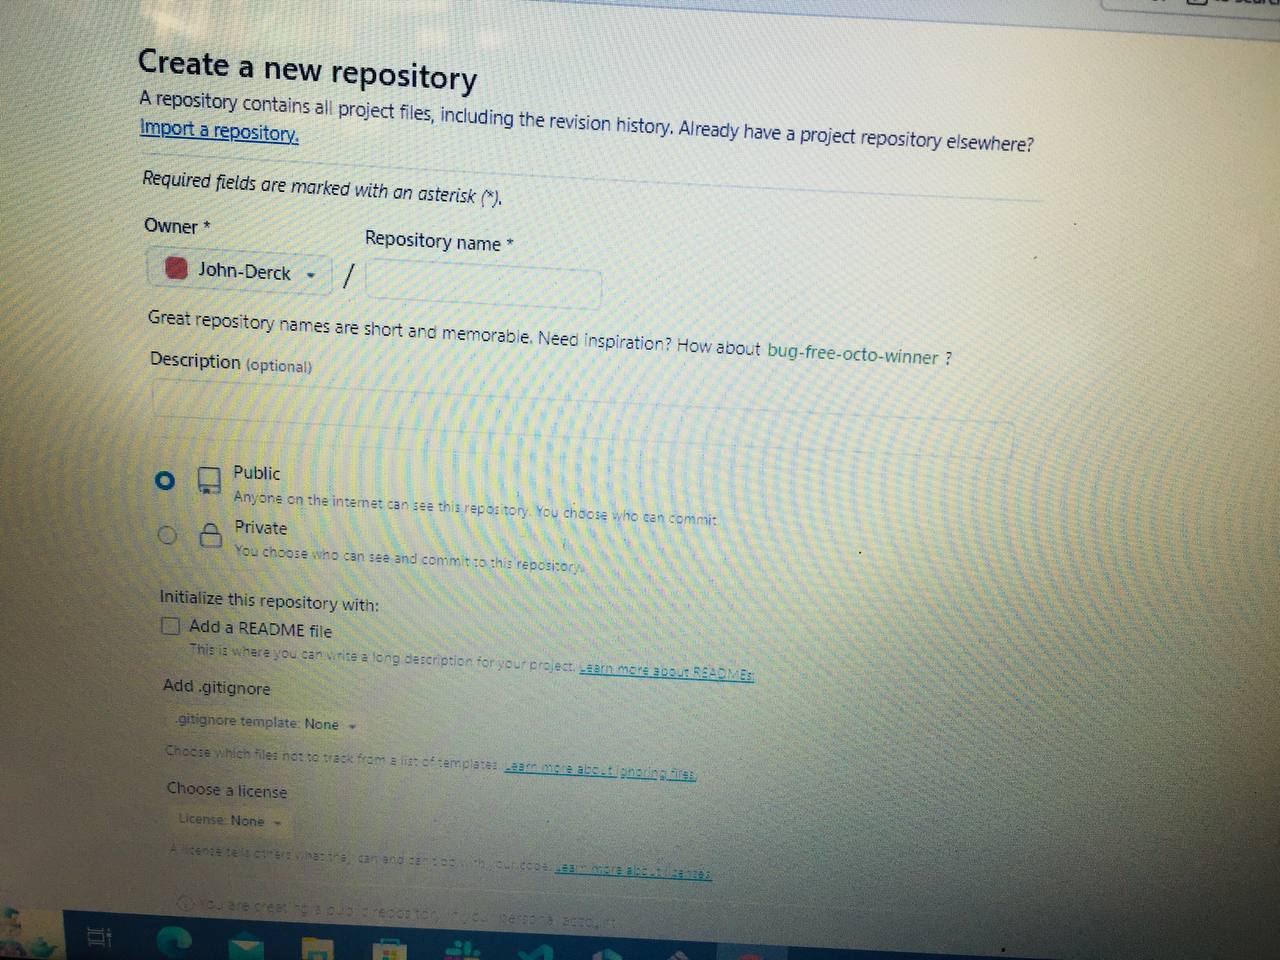 Create a new repository
A repository contains all project files, including the revision history. Already have a project repository elsewhere?
Import a repository.
Required fields are marked with an asterisk (*).
Owner *
Repository name *
John-Derck
/
Great repository names are short and memorable. Need inspiration? How about bug-free-octo-winner ?
Description (optional)
Public
Anyone on the internet can see this repository. You choose who can commit.
Private
You choose who can see and commit to this repository.
Initialize this repository with:
Add a README file
This is where you can write a long description for your project. Learn more about READMEs.
Add .gitignore
.gitignore template: None
Choose which files not to track from a list of templates. Learn more about ignoring files.
Choose a license
License: None
A license tells others what they can and can't do with your code. Learn more about licenses.
You are creating a public repository in your personal account.